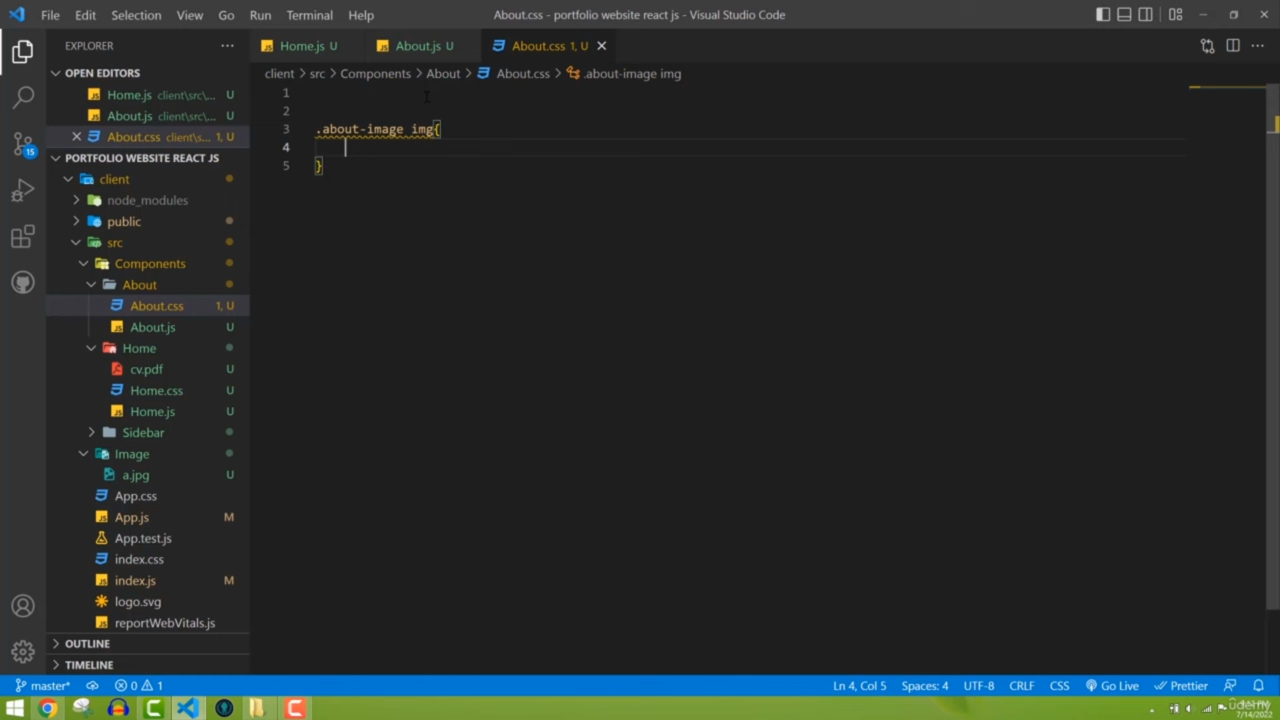 File Edit Selection View Go Run Terminal Help
About.css - portfolio website react js - Visual Studio Code
EXPLORER
Home.js U
About.js U
About.css 1, U
OPEN EDITORS
client > src > Components > About > About.css > .about-image img
Home.js client\src\... U
About.js client\src\... U
About.css client\s... 1, U
PORTFOLIO WEBSITE REACT JS
client
node_modules
public
src
Components
About
About.css 1, U
About.js U
Home
cv.pdf U
Home.css U
Home.js U
Sidebar
Image
a.jpg U
App.css
App.js M
App.test.js
index.css
index.js M
logo.svg
reportWebVitals.js
OUTLINE
TIMELINE
15
1
2
3 .about-image img{
4
5 }
master* 0 1
Ln 4, Col 5 Spaces: 4 UTF-8 CRLF CSS Go Live Prettier
udemy
7/14/2022